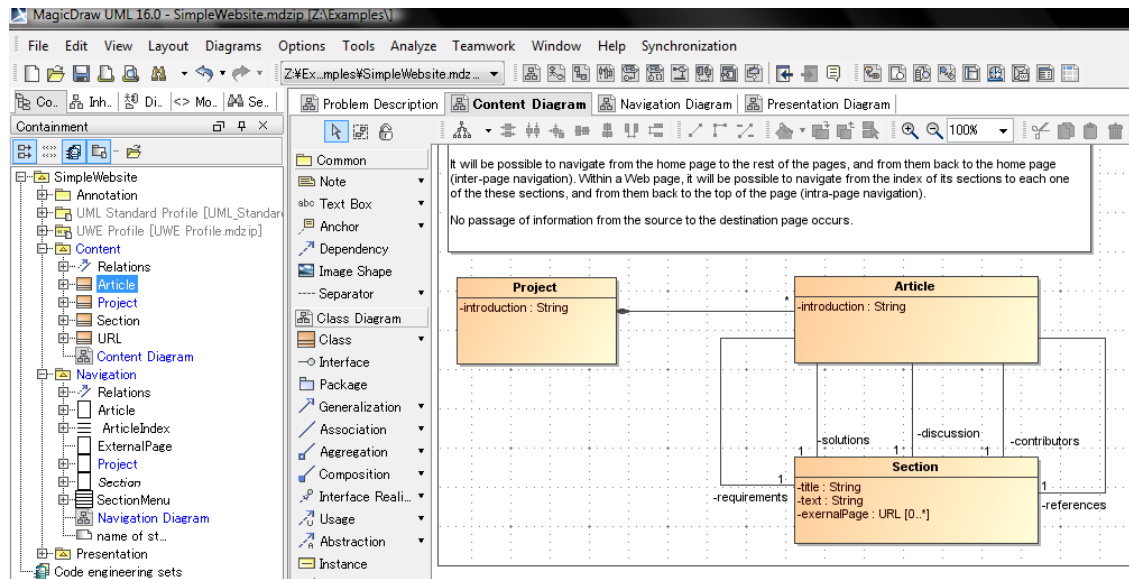 MagicDraw UML 16.0 - SimpleWebsite.mdzip [Z:\Examples\]
File Edit View Layout Diagrams Options Tools Analyze Teamwork Window Help Synchronization
Z:¥Ex...mples¥SimpleWebsite.mdz...
Co.. Inh.. Di.. <> Mo.. Se..
Problem Description Content Diagram Navigation Diagram Presentation Diagram
Containment
100%
SimpleWebsite
Annotation
UML Standard Profile [UML_Standar
UWE Profile [UWE Profile.mdzip]
Content
Relations
Article
Project
Section
URL
Content Diagram
Navigation
Relations
Article
ArticleIndex
ExternalPage
Project
Section
SectionMenu
Navigation Diagram
name of st...
Presentation
Code engineering sets
Common
Note
abc Text Box
Anchor
Dependency
Image Shape
---- Separator
Class Diagram
Class
Interface
Package
Generalization
Association
Aggregation
Composition
Interface Reali...
Usage
Abstraction
Instance
It will be possible to navigate from the home page to the rest of the pages, and from them back to the home page
(inter-page navigation). Within a Web page, it will be possible to navigate from the index of its sections to each one
of the these sections, and from them back to the top of the page (intra-page navigation).
No passage of information from the source to the destination page occurs.
Project
-introduction : String
*
Article
-introduction : String
-solutions
-discussion
-contributors
1 1 1
-requirements
1
Section
-title : String
-text : String
-exernalPage : URL [0..*]
1
-references